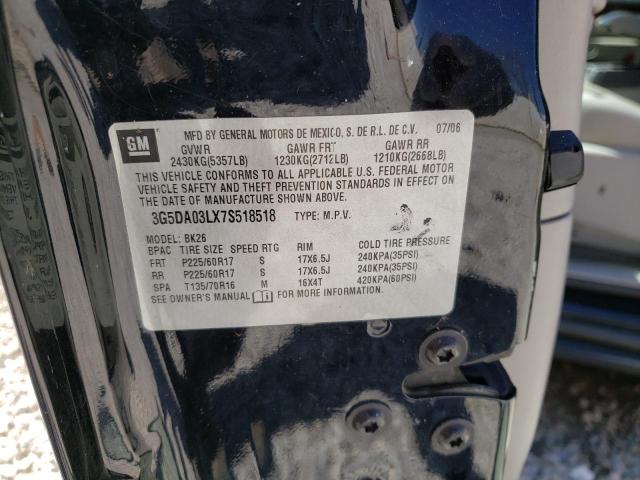 GM
MFD BY GENERAL MOTORS DE MEXICO, S. DE R.L. DE C.V. 07/06
GVWR GAWR FRT GAWR RR
2430KG(5357LB) 1230KG(2712LB) 1210KG(2668LB)
THIS VEHICLE CONFORMS TO ALL APPLICABLE U.S. FEDERAL MOTOR
VEHICLE SAFETY AND THEFT PREVENTION STANDARDS IN EFFECT ON
THE DATE OF MANUFACTURE SHOWN ABOVE.
3G5DA03LX7S518518 TYPE: M.P.V.
MODEL: BK26
BPAC TIRE SIZE SPEED RTG RIM COLD TIRE PRESSURE
FRT P225/60R17 S 17X6.5J 240KPA(35PSI)
RR P225/60R17 S 17X6.5J 240KPA(35PSI)
SPA T135/70R16 M 16X4T 420KPA(60PSI)
SEE OWNER'S MANUAL FOR MORE INFORMATION.